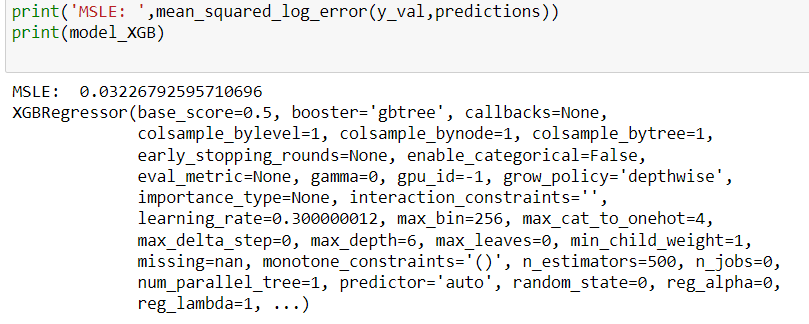 print('MSLE: ',mean_squared_log_error(y_val,predictions))
print(model_XGB)
MSLE:  0.03226792595710696
XGBRegressor(base_score=0.5, booster='gbtree', callbacks=None,
             colsample_bylevel=1, colsample_bynode=1, colsample_bytree=1,
             early_stopping_rounds=None, enable_categorical=False,
             eval_metric=None, gamma=0, gpu_id=-1, grow_policy='depthwise',
             importance_type=None, interaction_constraints='',
             learning_rate=0.300000012, max_bin=256, max_cat_to_onehot=4,
             max_delta_step=0, max_depth=6, max_leaves=0, min_child_weight=1,
             missing=nan, monotone_constraints='()', n_estimators=500, n_jobs=0,
             num_parallel_tree=1, predictor='auto', random_state=0, reg_alpha=0,
             reg_lambda=1, ...)